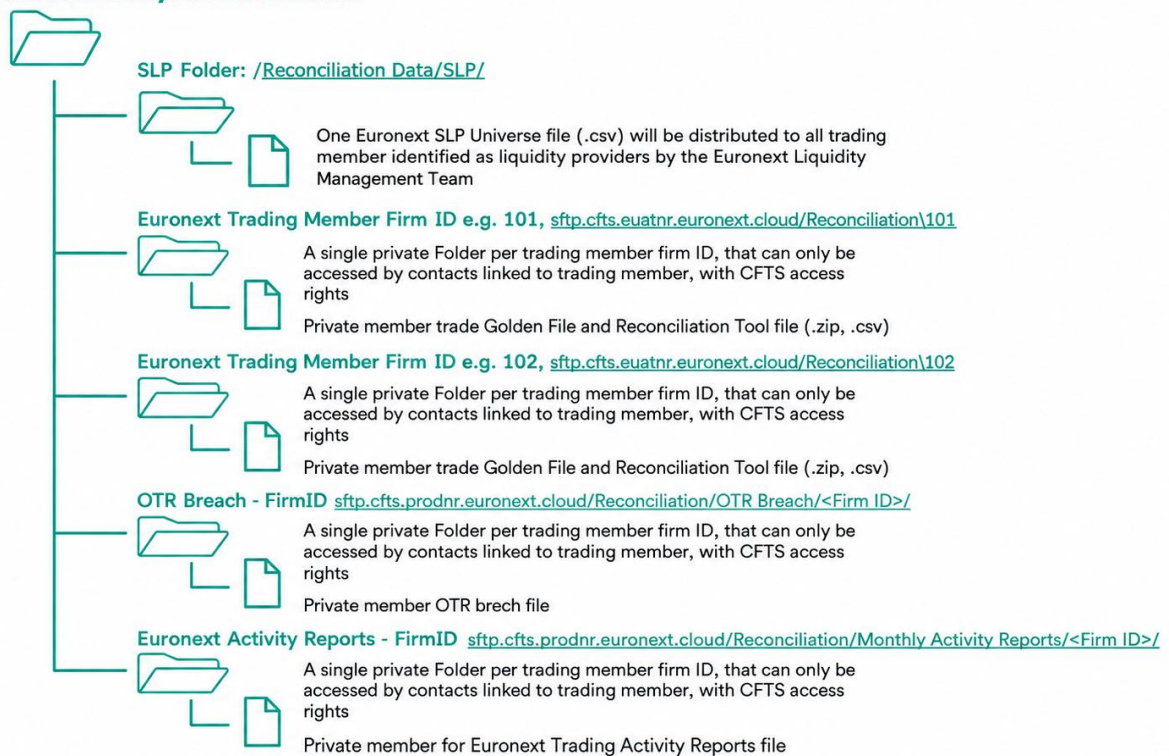 SLP Folder: /Reconciliation Data/SLP/
One Euronext SLP Universe file (.csv) will be distributed to all trading
member identified as liquidity providers by the Euronext Liquidity
Management Team
Euronext Trading Member Firm ID e.g. 101, sftp.cfts.euatnr.euronext.cloud/Reconciliation\101
A single private Folder per trading member firm ID, that can only be
accessed by contacts linked to trading member, with CFTS access
rights
Private member trade Golden File and Reconciliation Tool file (.zip, .csv)
Euronext Trading Member Firm ID e.g. 102, sftp.cfts.euatnr.euronext.cloud/Reconciliation\102
A single private Folder per trading member firm ID, that can only be
accessed by contacts linked to trading member, with CFTS access
rights
Private member trade Golden File and Reconciliation Tool file (.zip, .csv)
OTR Breach - FirmID sftp.cfts.prodnr.euronext.cloud/Reconciliation/OTR Breach/<Firm ID>/
A single private Folder per trading member firm ID, that can only be
accessed by contacts linked to trading member, with CFTS access
rights
Private member OTR brech file
Euronext Activity Reports - FirmID sftp.cfts.prodnr.euronext.cloud/Reconciliation/Monthly Activity Reports/<Firm ID>/
A single private Folder per trading member firm ID, that can only be
accessed by contacts linked to trading member, with CFTS access
rights
Private member for Euronext Trading Activity Reports file